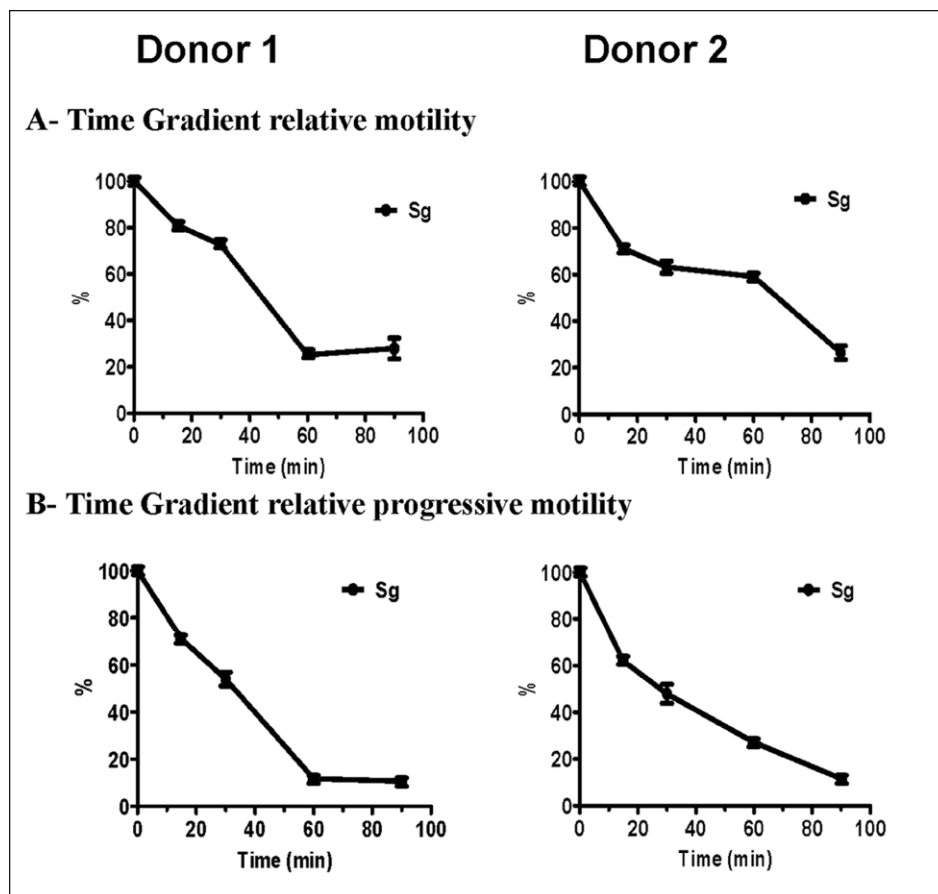 Donor 1 Donor 2
A- Time Gradient relative motility
100
80
60
40
20
0
%
Sg
0 20 40 60 80 100
Time (min)
100
80
60
40
20
0
%
Sg
0 20 40 60 80 100
Time (min)
B- Time Gradient relative progressive motility
100
80
60
40
20
0
%
Sg
0 20 40 60 80 100
Time (min)
100
80
60
40
20
0
%
Sg
0 20 40 60 80 100
Time (min)